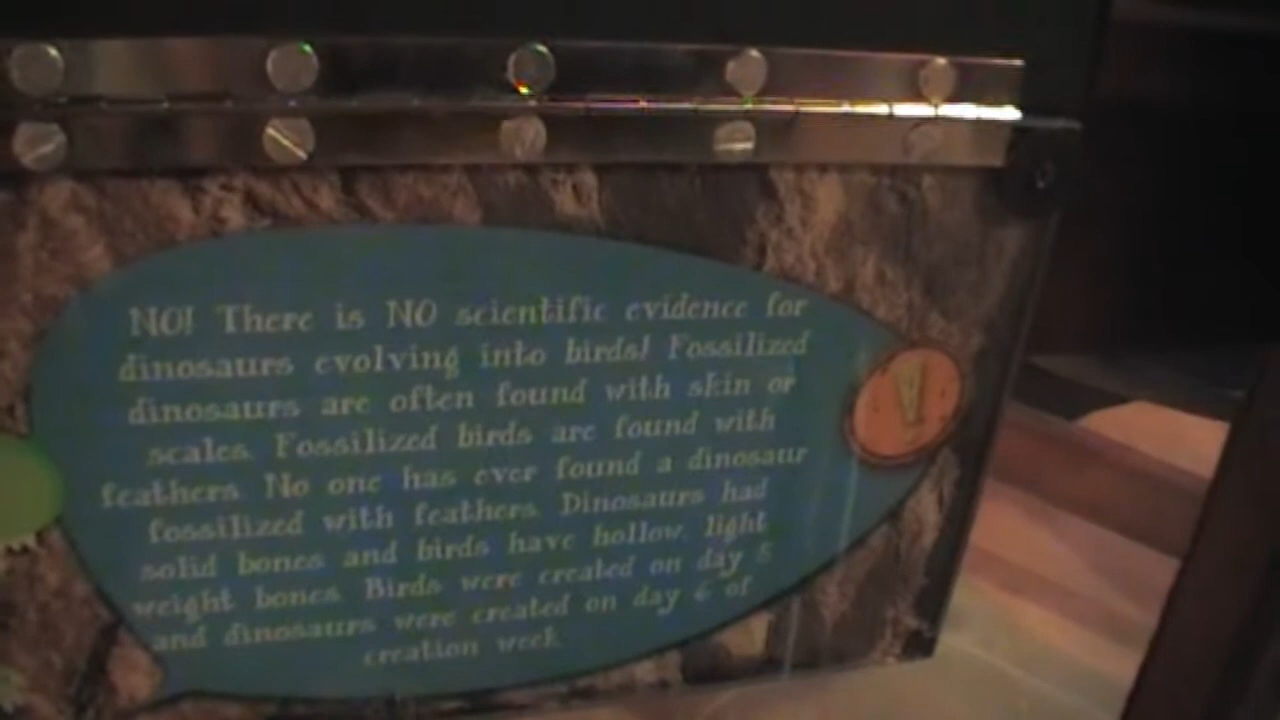 NO! There is NO scientific evidence for
dinosaurs evolving into birds! Fossilized
dinosaurs are often found with skin or
scales. Fossilized birds are found with
feathers. No one has ever found a dinosaur
fossilized with feathers. Dinosaurs had
solid bones and birds have hollow, light
weight bones. Birds were created on day 5
and dinosaurs were created on day 6 of
creation week.